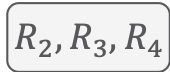 R₂, R₃, R₄